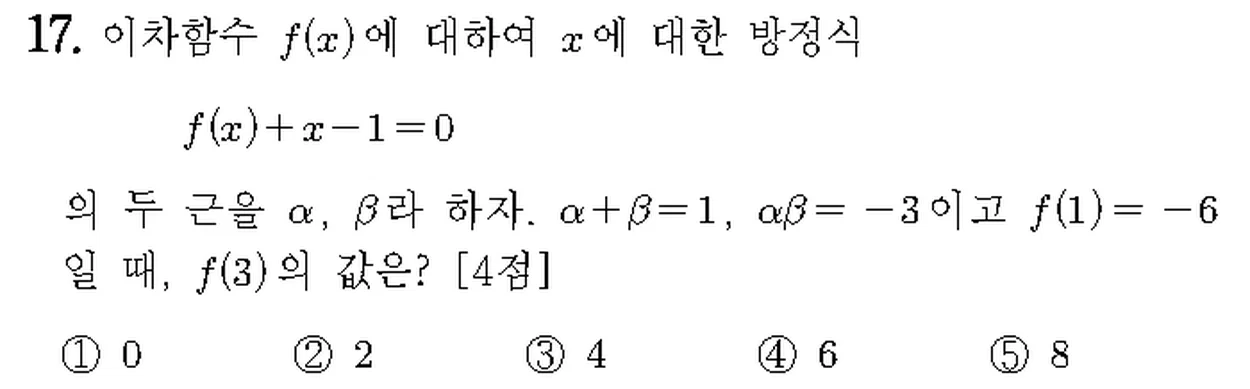 17. 이차함수 f(x)에 대하여 x에 대한 방정식
f(x)+x−1=0
의 두 근을 α, β라 하자. α+β=1, αβ=−3이고 f(1)=−6
일 때, f(3)의 값은? [4점]
① 0 ② 2 ③ 4 ④ 6 ⑤ 8